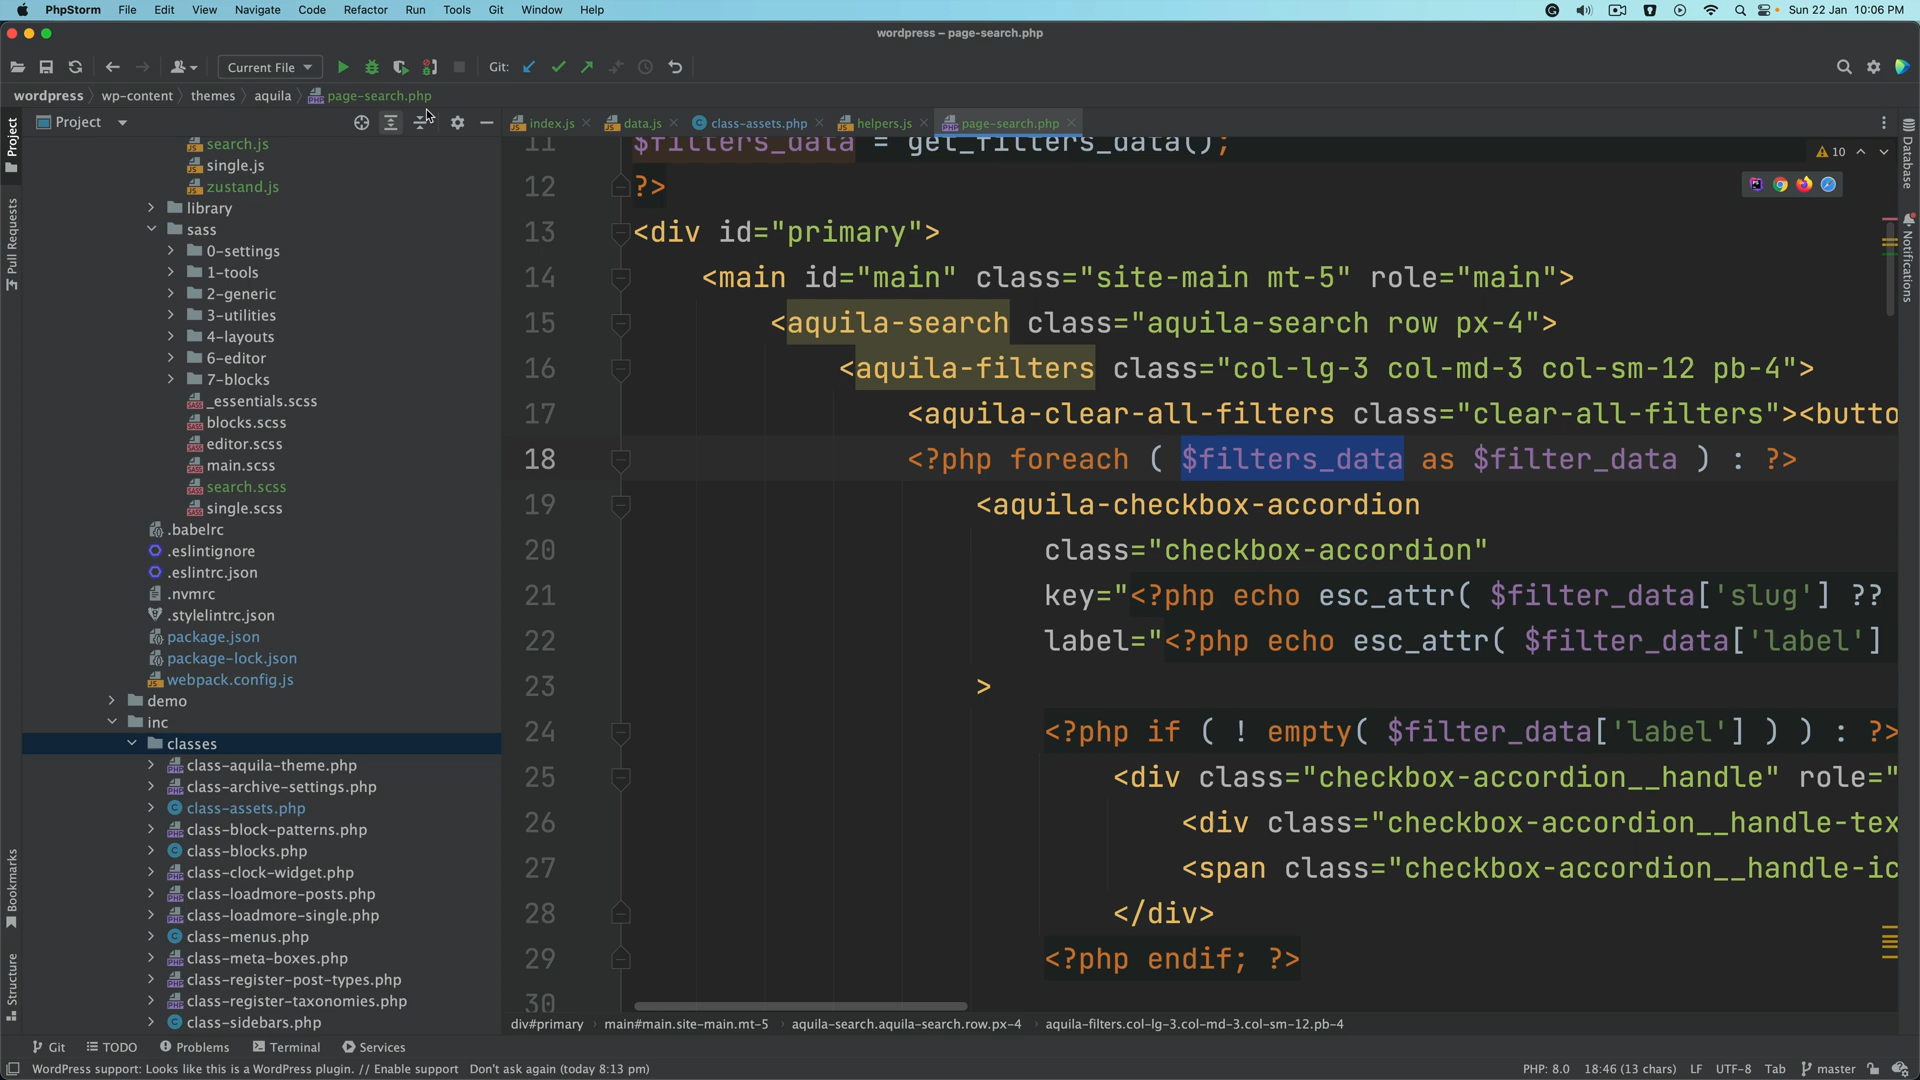 PhpStorm File Edit View Navigate Code Refactor Run Tools Git Window Help Sun 22 Jan 10:06 PM
wordpress – page-search.php
Current File Git:
wordpress wp-content themes aquila page-search.php
Project
index.js data.js class-assets.php helpers.js page-search.php
Project
Pull Requests
Bookmarks
Structure
search.js
single.js
zustand.js
library
sass
0-settings
1-tools
2-generic
3-utilities
4-layouts
6-editor
7-blocks
_essentials.scss
blocks.scss
editor.scss
main.scss
search.scss
single.scss
.babelrc
.eslintignore
.eslintrc.json
.nvmrc
.stylelintrc.json
package.json
package-lock.json
webpack.config.js
demo
inc
classes
class-aquila-theme.php
class-archive-settings.php
class-assets.php
class-block-patterns.php
class-blocks.php
class-clock-widget.php
class-loadmore-posts.php
class-loadmore-single.php
class-menus.php
class-meta-boxes.php
class-register-post-types.php
class-register-taxonomies.php
class-sidebars.php
11 $filters_data = get_filters_data();
12 ?>
13 <div id="primary">
14 <main id="main" class="site-main mt-5" role="main">
15 <aquila-search class="aquila-search row px-4">
16 <aquila-filters class="col-lg-3 col-md-3 col-sm-12 pb-4">
17 <aquila-clear-all-filters class="clear-all-filters"><butto
18 <?php foreach ( $filters_data as $filter_data ) : ?>
19 <aquila-checkbox-accordion
20 class="checkbox-accordion"
21 key="<?php echo esc_attr( $filter_data['slug'] ??
22 label="<?php echo esc_attr( $filter_data['label']
23 >
24 <?php if ( ! empty( $filter_data['label'] ) ) : ?>
25 <div class="checkbox-accordion__handle" role="
26 <div class="checkbox-accordion__handle-tex
27 <span class="checkbox-accordion__handle-ic
28 </div>
29 <?php endif; ?>
30
10
Database
Notifications
div#primary main#main.site-main.mt-5 aquila-search.aquila-search.row.px-4 aquila-filters.col-lg-3.col-md-3.col-sm-12.pb-4
Git TODO Problems Terminal Services
WordPress support: Looks like this is a WordPress plugin. // Enable support Don't ask again (today 8:13 pm) PHP: 8.0 18:46 (13 chars) LF UTF-8 Tab master